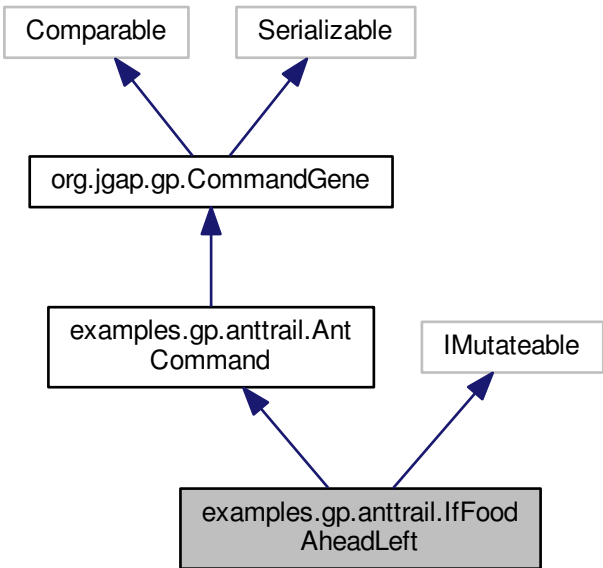 Comparable
Serializable
org.jgap.gp.CommandGene
examples.gp.anttrail.Ant
Command
IMutateable
examples.gp.anttrail.IfFood
AheadLeft